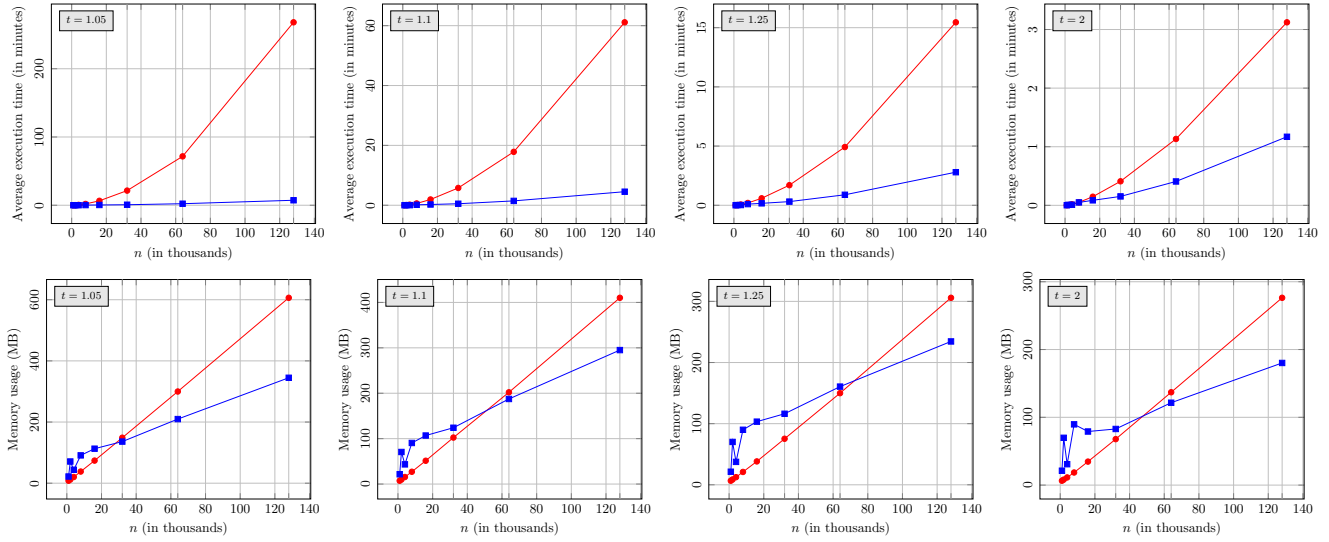 t = 1.05
Average execution time (in minutes)
200
100
0
0 20 40 60 80 100 120 140
n (in thousands)
t = 1.1
Average execution time (in minutes)
60
40
20
0
0 20 40 60 80 100 120 140
n (in thousands)
t = 1.25
Average execution time (in minutes)
15
10
5
0
0 20 40 60 80 100 120 140
n (in thousands)
t = 2
Average execution time (in minutes)
3
2
1
0
0 20 40 60 80 100 120 140
n (in thousands)
t = 1.05
Memory usage (MB)
600
400
200
0
0 20 40 60 80 100 120 140
n (in thousands)
t = 1.1
Memory usage (MB)
400
300
200
100
0
0 20 40 60 80 100 120 140
n (in thousands)
t = 1.25
Memory usage (MB)
300
200
100
0
0 20 40 60 80 100 120 140
n (in thousands)
t = 2
Memory usage (MB)
300
200
100
0
0 20 40 60 80 100 120 140
n (in thousands)